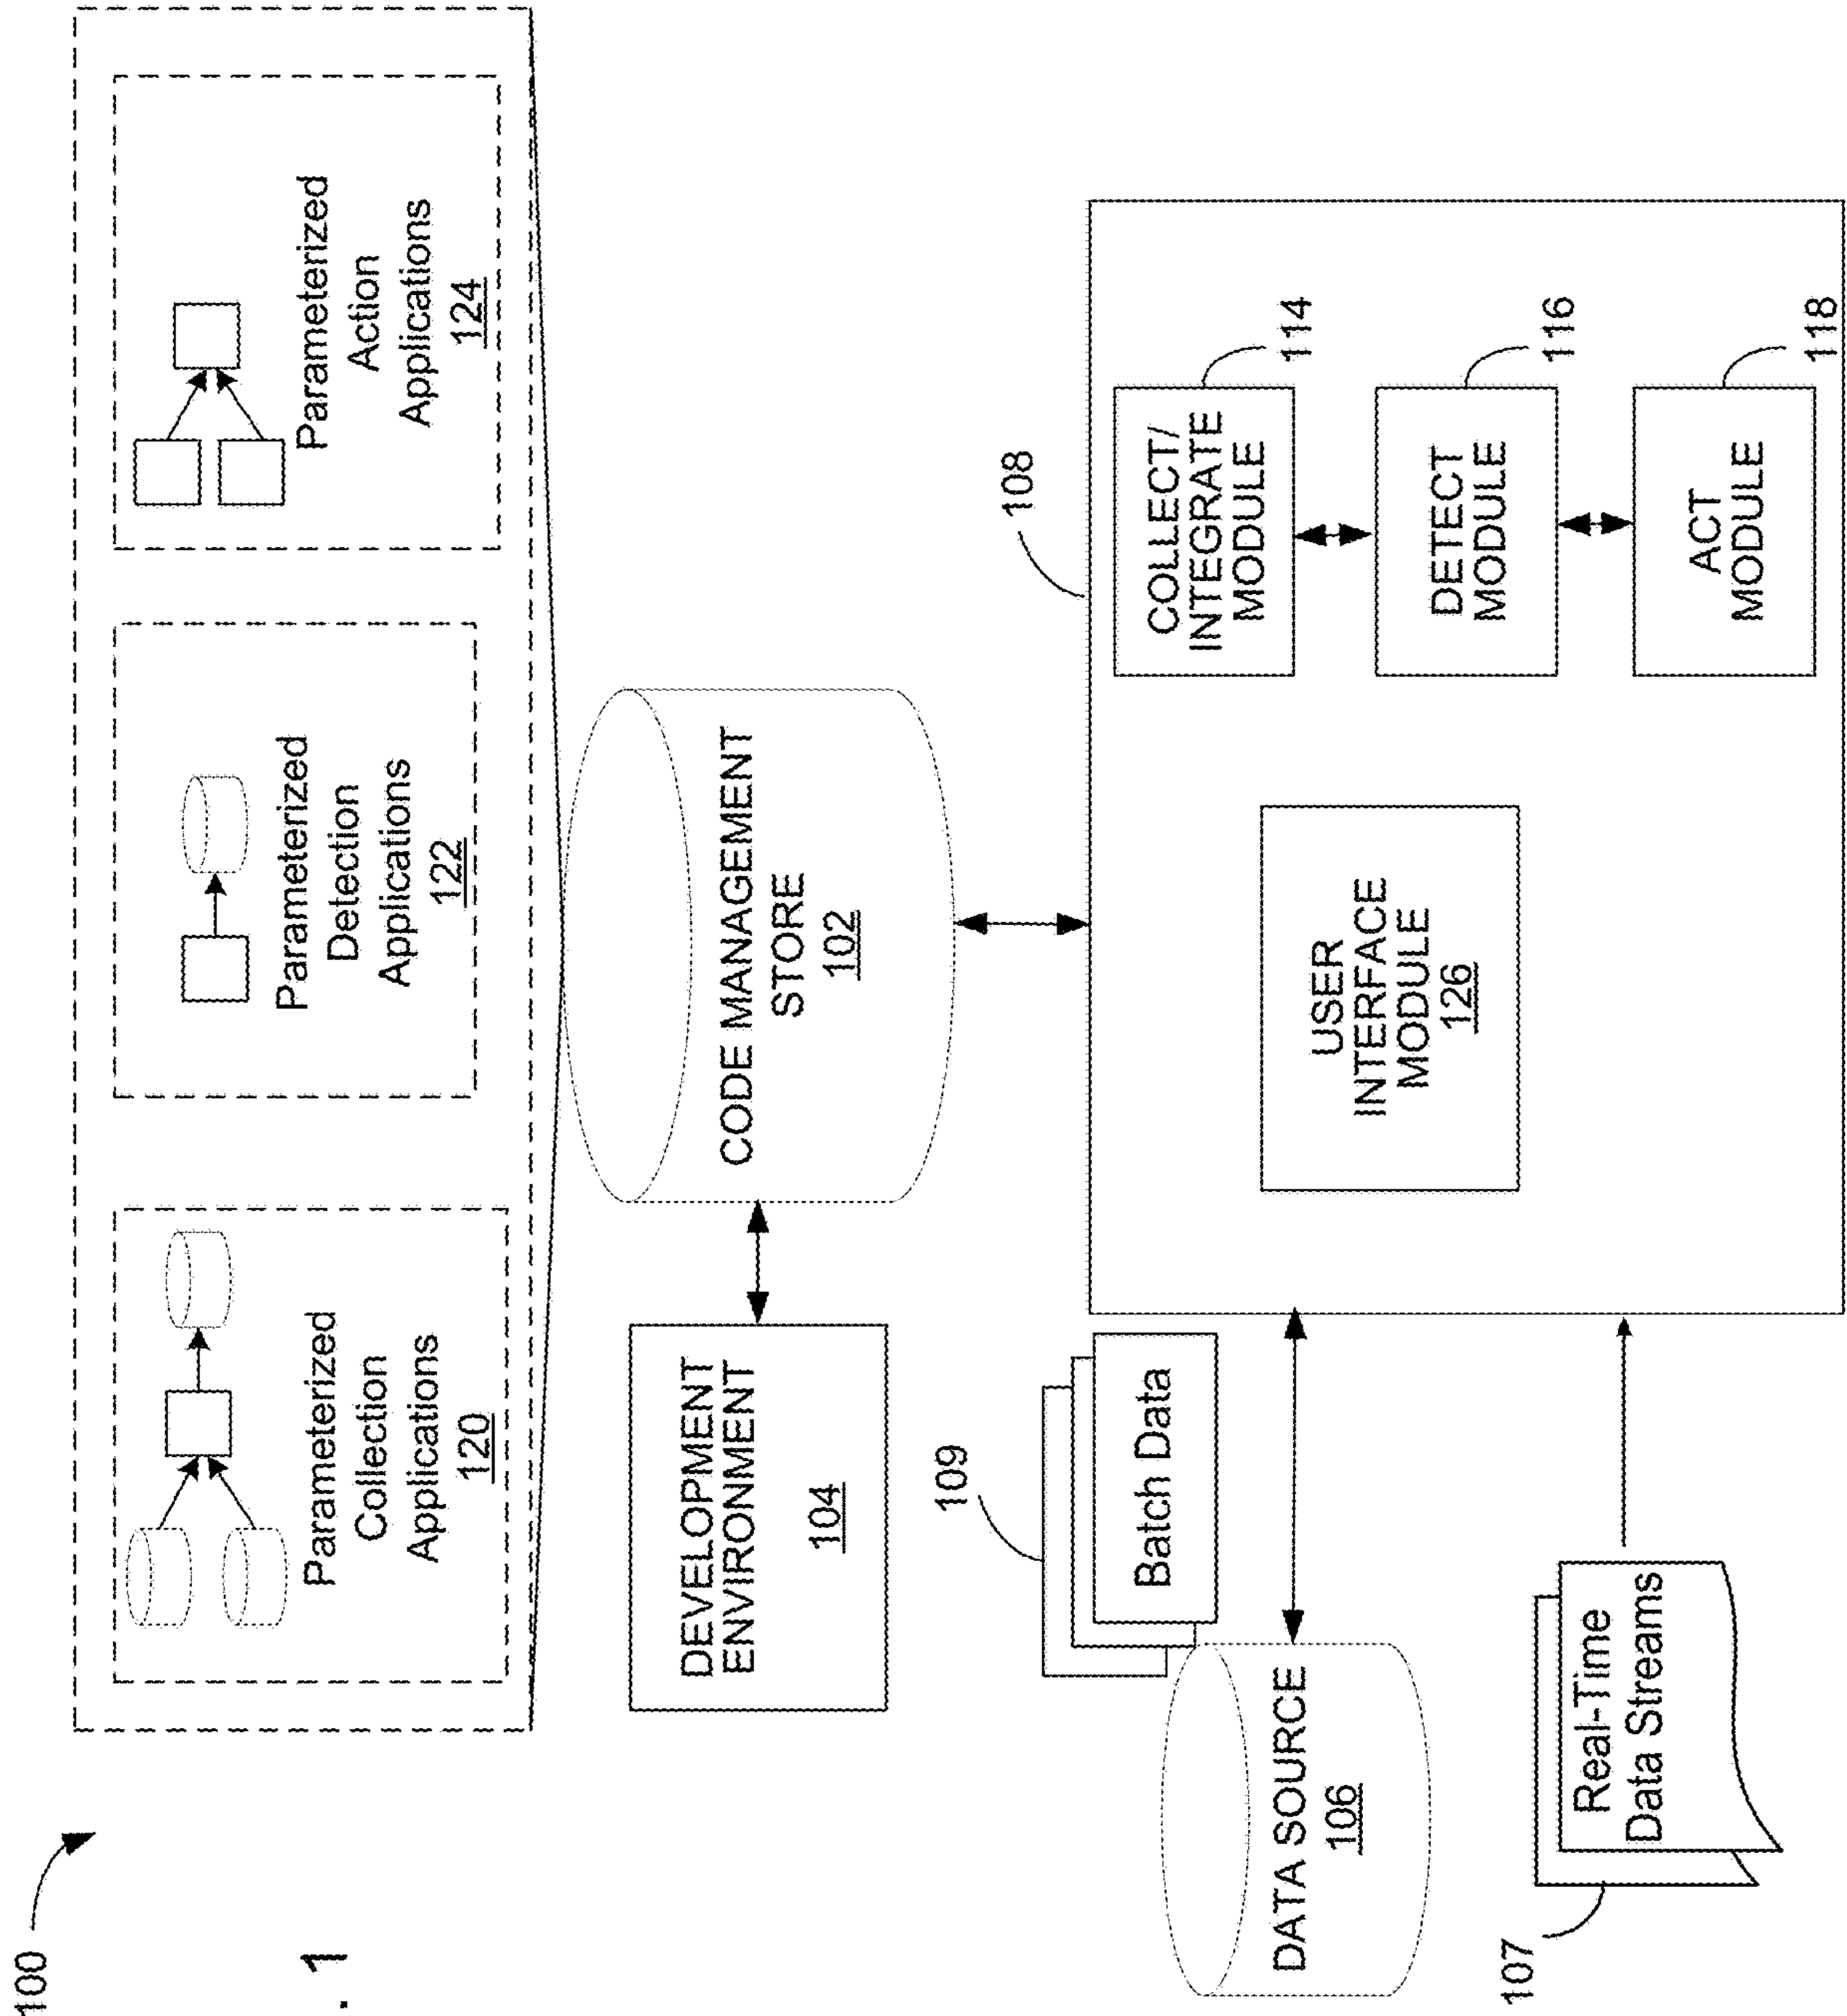 100
. 1
Parameterized
Collection
Applications
120
Parameterized
Detection
Applications
122
Parameterized
Action
Applications
124
DEVELOPMENT
ENVIRONMENT
104
CODE MANAGEMENT
STORE
102
109
Batch Data
DATA SOURCE
106
107
Real-Time
Data Streams
108
USER
INTERFACE
MODULE
126
COLLECT/
INTEGRATE
MODULE
114
DETECT
MODULE
116
ACT
MODULE
118